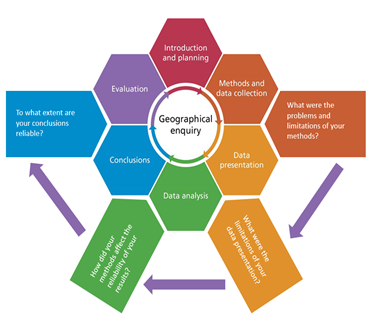 Introduction
and planning
Methods and
data collection
Data
presentation
Data analysis
Conclusions
Evaluation
Geographical
enquiry
What were the
problems and
limitations of your
methods?
What were the
limitations of your
data presentation?
How did your
methods affect the
reliability of your
results?
To what extent are
your conclusions
reliable?